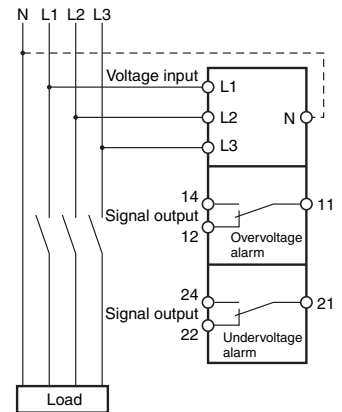 N L1 L2 L3
Voltage input
L1
L2
N
L3
14
11
Signal output
12
Overvoltage
alarm
24
21
Signal output
22
Undervoltage
alarm
Load